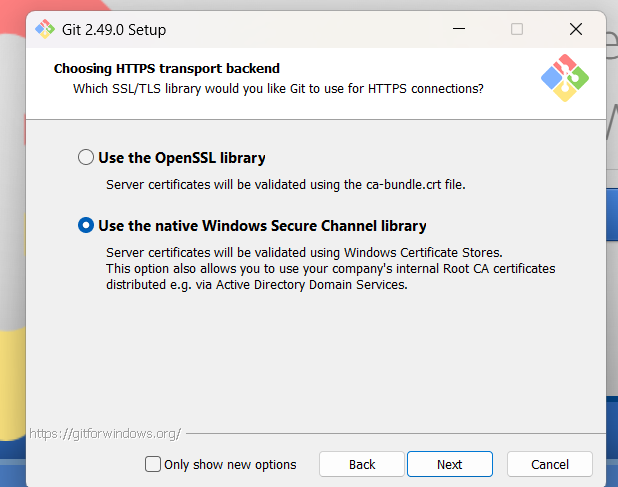 Git 2.49.0 Setup
Choosing HTTPS transport backend
Which SSL/TLS library would you like Git to use for HTTPS connections?
Use the OpenSSL library
Server certificates will be validated using the ca-bundle.crt file.
Use the native Windows Secure Channel library
Server certificates will be validated using Windows Certificate Stores.
This option also allows you to use your company's internal Root CA certificates
distributed e.g. via Active Directory Domain Services.
https://gitforwindows.org/
Only show new options
Back
Next
Cancel